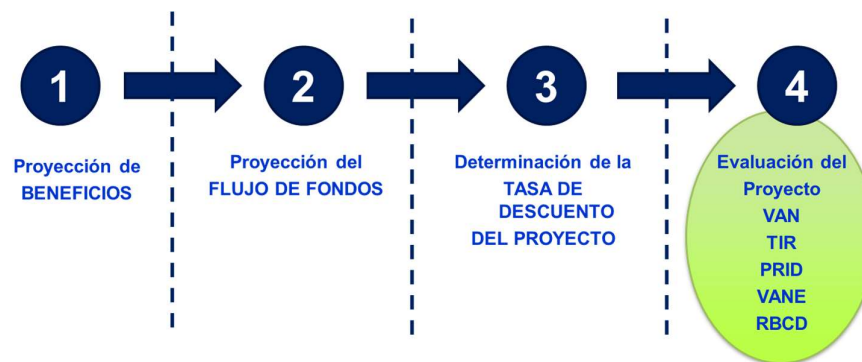 1
2
3
4
Proyección de
BENEFICIOS
Proyección del
FLUJO DE FONDOS
Determinación de la
TASA DE
DESCUENTO
DEL PROYECTO
Evaluación del
Proyecto
VAN
TIR
PRID
VANE
RBCD